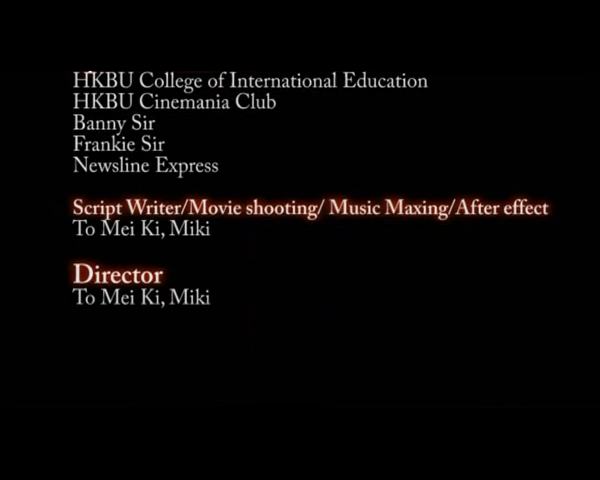 HKBU College of International Education
HKBU Cinemania Club
Banny Sir
Frankie Sir
Newsline Express
Script Writer/Movie shooting/ Music Maxing/After effect
To Mei Ki, Miki
Director
To Mei Ki, Miki